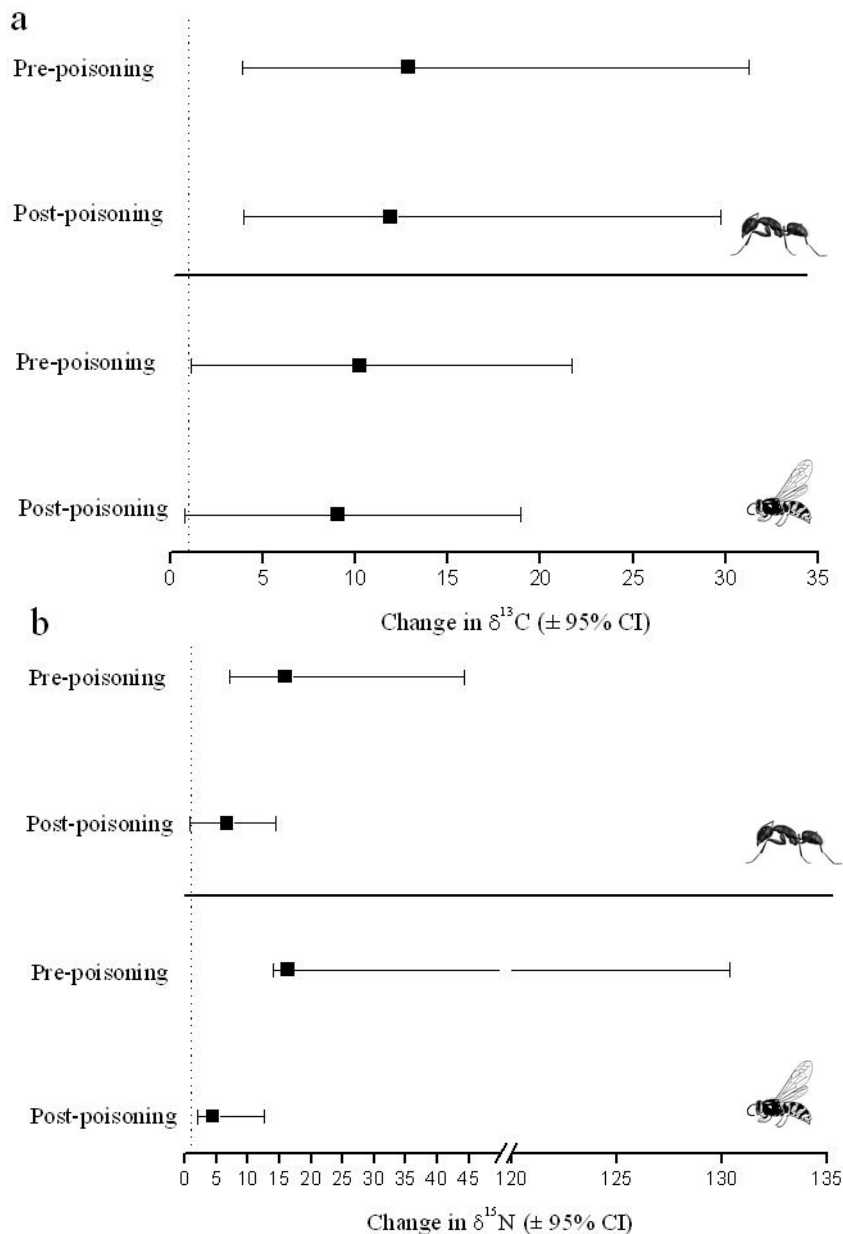 a
Pre-poisoning
Post-poisoning
Pre-poisoning
Post-poisoning
0 5 10 15 20 25 30 35
Change in δ¹³C (± 95% CI)
b
Pre-poisoning
Post-poisoning
Pre-poisoning
Post-poisoning
0 5 10 15 20 25 30 35 40 45 120 125 130 135
Change in δ¹⁵N (± 95% CI)